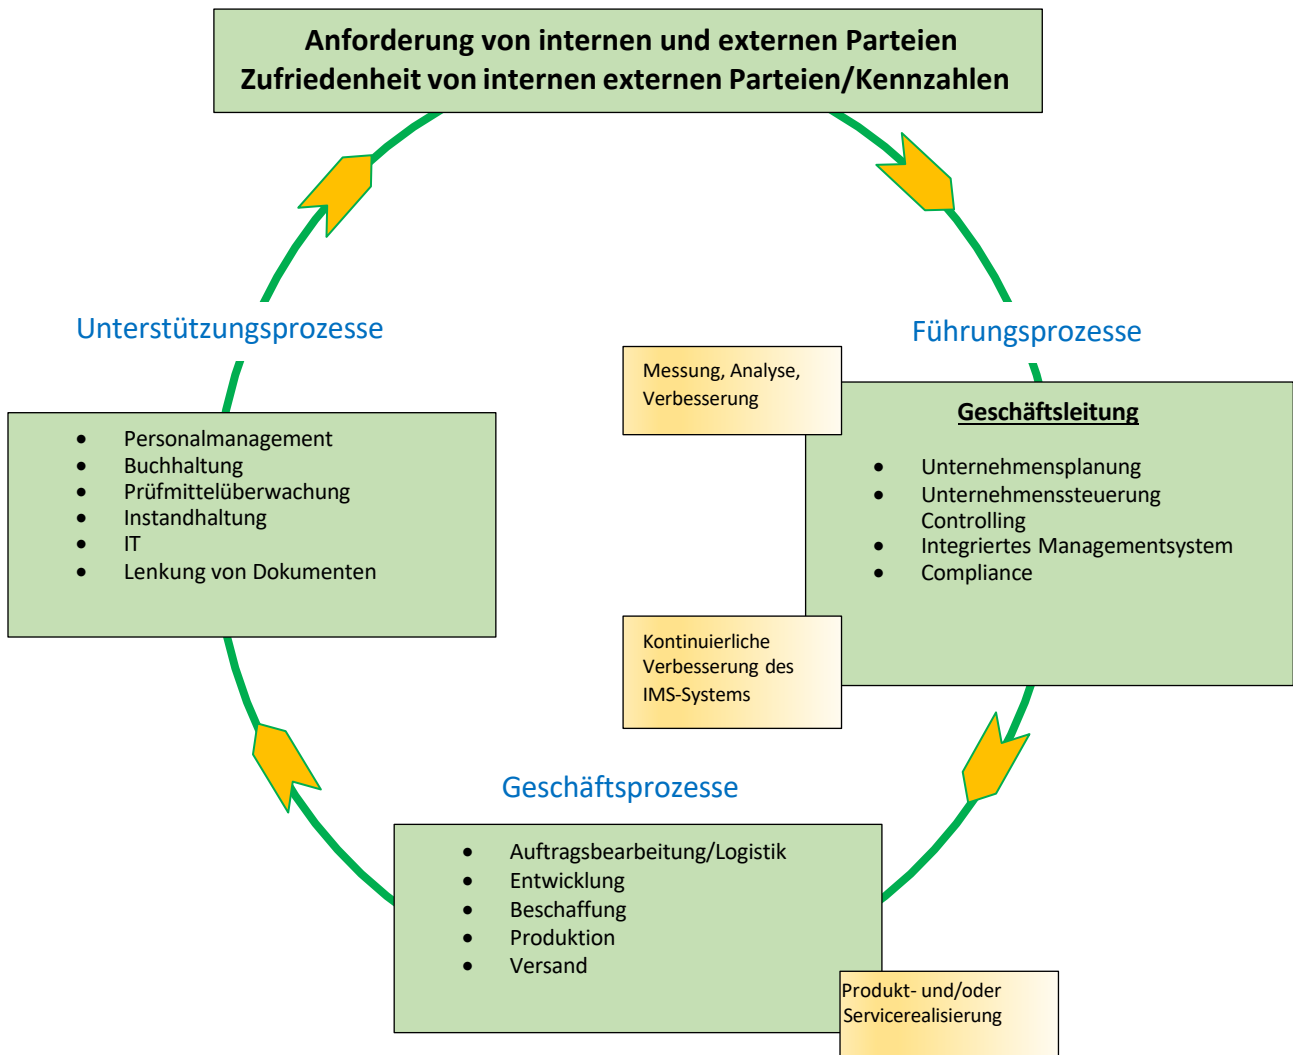 Anforderung von internen und externen Parteien
Zufriedenheit von internen externen Parteien/Kennzahlen
Unterstützungsprozesse
Führungsprozesse
Messung, Analyse,
Verbesserung
Geschäftsleitung
• Unternehmensplanung
• Unternehmenssteuerung
Controlling
• Integriertes Managementsystem
• Compliance
• Personalmanagement
• Buchhaltung
• Prüfmittelüberwachung
• Instandhaltung
• IT
• Lenkung von Dokumenten
Kontinuierliche
Verbesserung des
IMS-Systems
Geschäftsprozesse
• Auftragsbearbeitung/Logistik
• Entwicklung
• Beschaffung
• Produktion
• Versand
Produkt- und/oder
Servicerealisierung